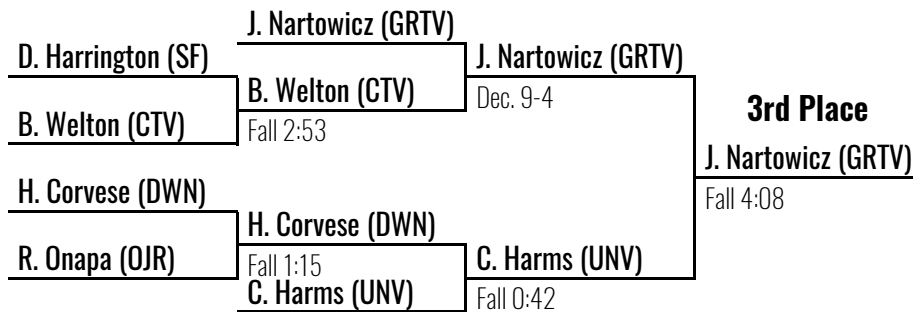 J. Nartowicz (GRTV)
D. Harrington (SF)
J. Nartowicz (GRTV)
B. Welton (CTV)
Dec. 9-4
3rd Place
B. Welton (CTV)
Fall 2:53
J. Nartowicz (GRTV)
H. Corvese (DWN)
Fall 4:08
H. Corvese (DWN)
R. Onapa (OJR)
C. Harms (UNV)
Fall 1:15
C. Harms (UNV)
Fall 0:42